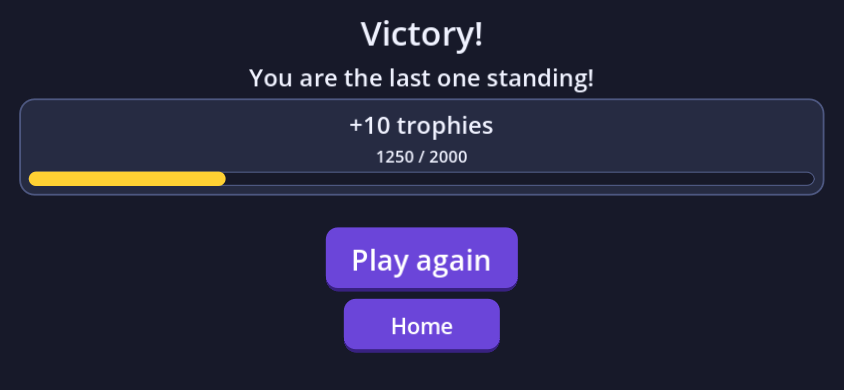 Victory!
You are the last one standing!
+10 trophies
1250 / 2000
Play again
Home